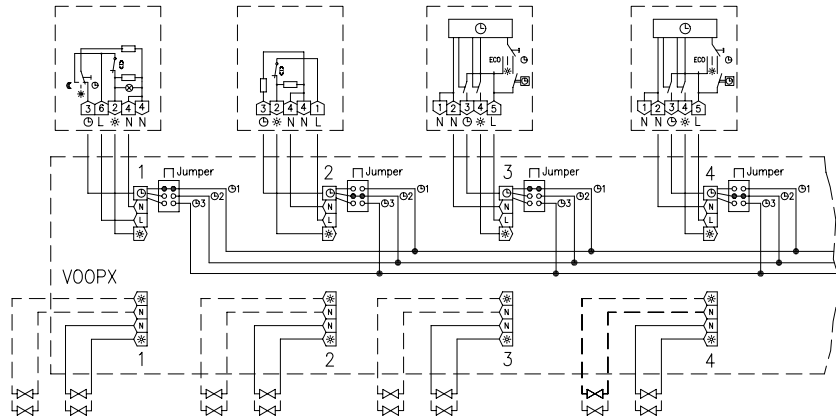 ECO
ECO
3 6 2 4 4
3 2 4 4 1
1 2 3 4 5
1 2 3 4 5
L N N
N N L
N N L
N N L
1 Jumper
2 Jumper
3 Jumper
4 Jumper
1 1 1 1
N 2 N 2 N 2 N 2
L 3 L 3 L 3 L 3
VOOPX
N N N N
N N N N
1 2 3 4